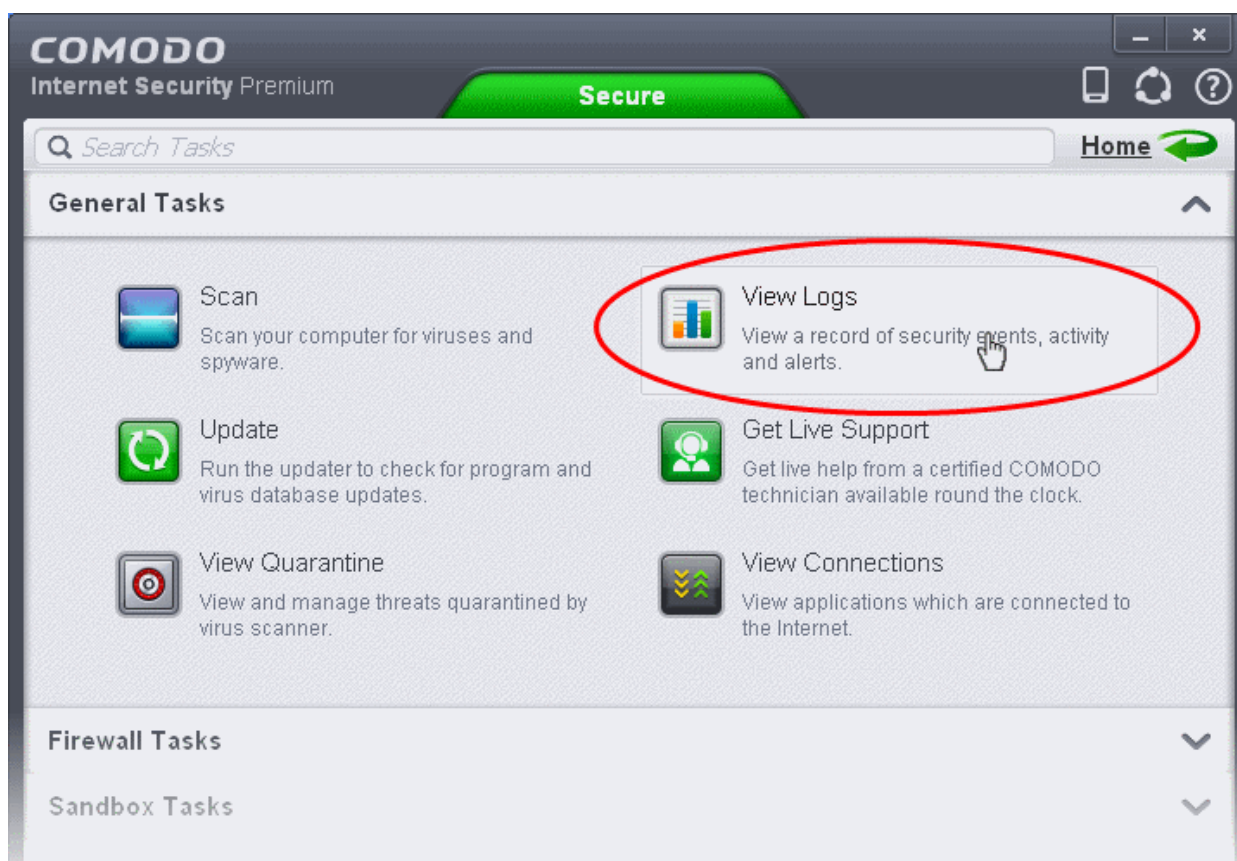 COMODO
Internet Security Premium
Secure
Search Tasks
Home
General Tasks
Scan
Scan your computer for viruses and
spyware.
View Logs
View a record of security events, activity
and alerts.
Update
Run the updater to check for program and
virus database updates.
Get Live Support
Get live help from a certified COMODO
technician available round the clock.
View Quarantine
View and manage threats quarantined by
virus scanner.
View Connections
View applications which are connected to
the Internet.
Firewall Tasks
Sandbox Tasks